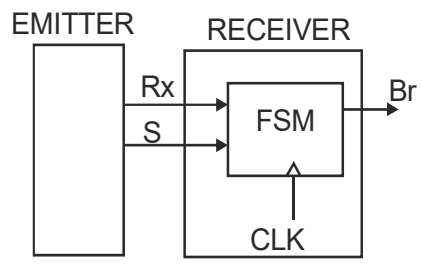 EMITTER
RECEIVER
Rx
S
FSM
Br
CLK